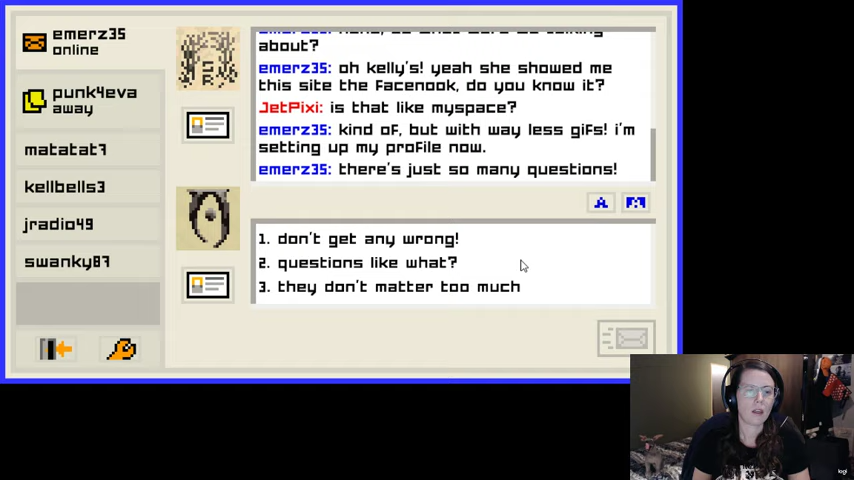 emerz35
online
punk4eva
away
matatat7
kellbells3
jradio49
swanky87
about?
emerz35: oh kelly's! yeah she showed me
this site the facenook, do you know it?
JetPixi: is that like myspace?
emerz35: kind of, but with way less gifs! i'm
setting up my profile now.
emerz35: there's just so many questions!
A
1. don't get any wrong!
2. questions like what?
3. they don't matter too much
logi